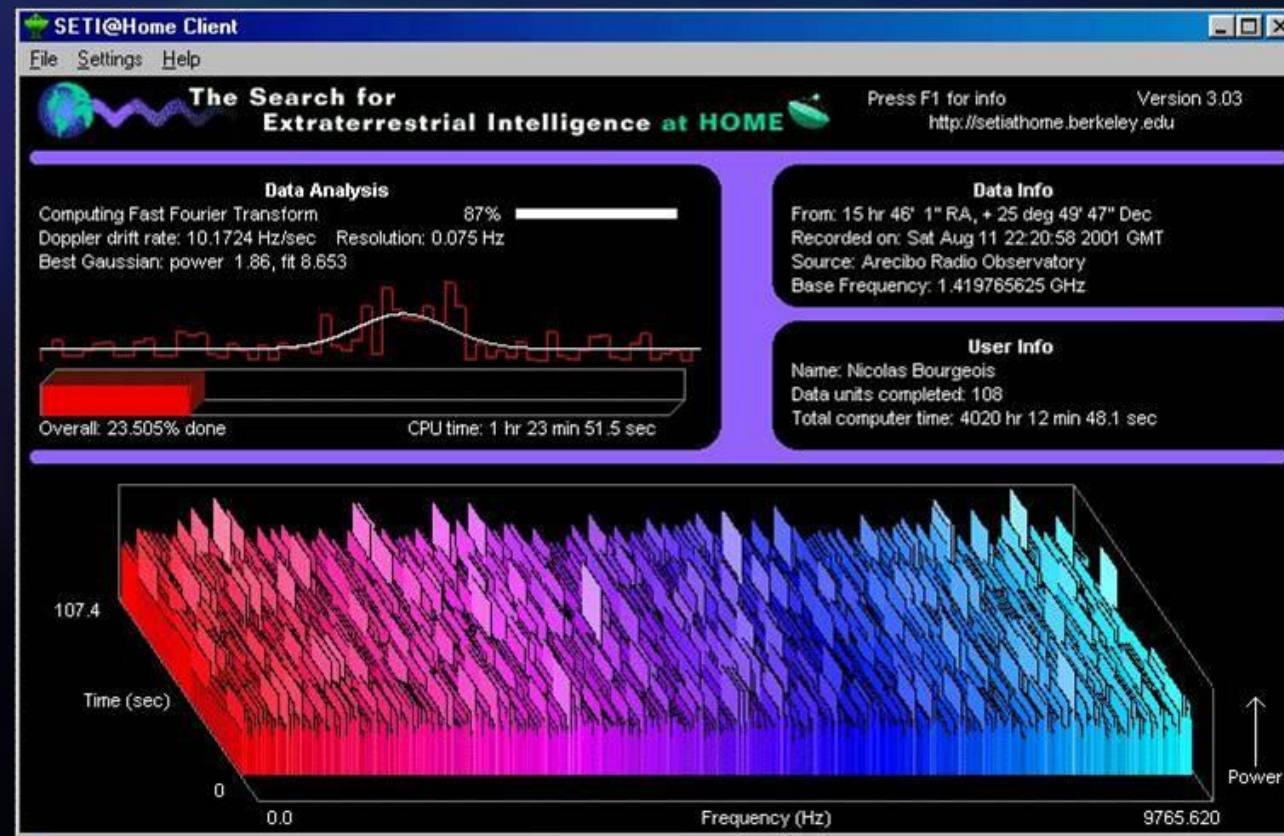 SETI@Home Client
File Settings Help
The Search for
Extraterrestrial Intelligence at HOME
Press F1 for info Version 3.03
http://setiathome.berkeley.edu
Data Analysis
Computing Fast Fourier Transform 87%
Doppler drift rate: 10.1724 Hz/sec Resolution: 0.075 Hz
Best Gaussian: power 1.86, fit 8.653
Overall: 23.505% done CPU time: 1 hr 23 min 51.5 sec
Data Info
From: 15 hr 46' 1" RA, + 25 deg 49' 47" Dec
Recorded on: Sat Aug 11 22:20:58 2001 GMT
Source: Arecibo Radio Observatory
Base Frequency: 1.419765625 GHz
User Info
Name: Nicolas Bourgeois
Data units completed: 108
Total computer time: 4020 hr 12 min 48.1 sec
107.4
Time (sec)
0
Power
0.0 Frequency (Hz) 9765.620